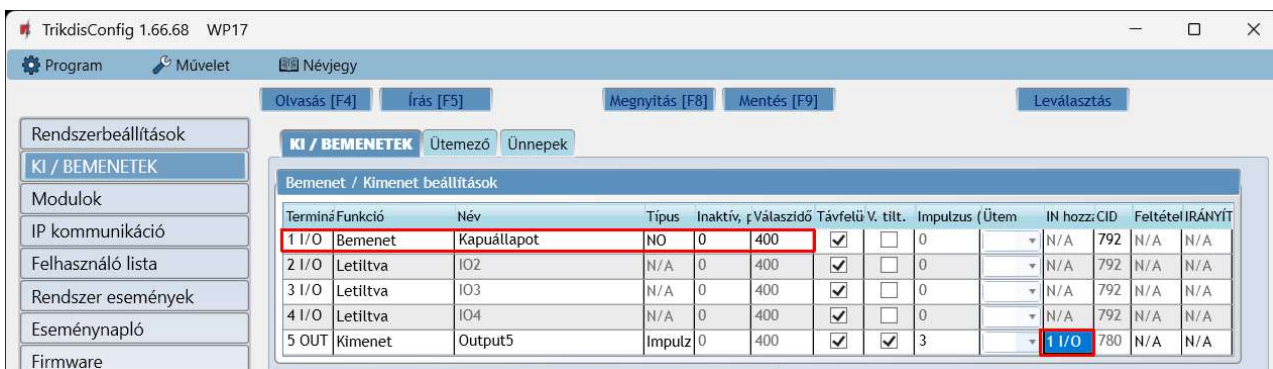 TrikdisConfig 1.66.68 WP17
Program Művelet Névjegy
Olvasás [F4] Írás [F5] Megnyitás [F8] Mentés [F9] Leválasztás
Rendszerbeállítások
KI / BEMENETEK
Modulok
IP kommunikáció
Felhasználó lista
Rendszer események
Eseménynapló
Firmware
KI / BEMENETEK Ütemező Ünnepek
Bemenet / Kimenet beállítások
Terminá Funkció Név Típus Inaktív, r Válaszidő Távfelü V. tilt. Impulzus ( Ütem IN hozzá CID Feltétel IRÁNYÍT
1 I/O Bemenet Kapuállapot NO 0 400 0 N/A 792 N/A N/A
2 I/O Letiltva IO2 N/A 0 400 0 N/A 792 N/A N/A
3 I/O Letiltva IO3 N/A 0 400 0 N/A 792 N/A N/A
4 I/O Letiltva IO4 N/A 0 400 0 N/A 792 N/A N/A
5 OUT Kimenet Output5 Impulz 0 400 3 1 I/O 780 N/A N/A